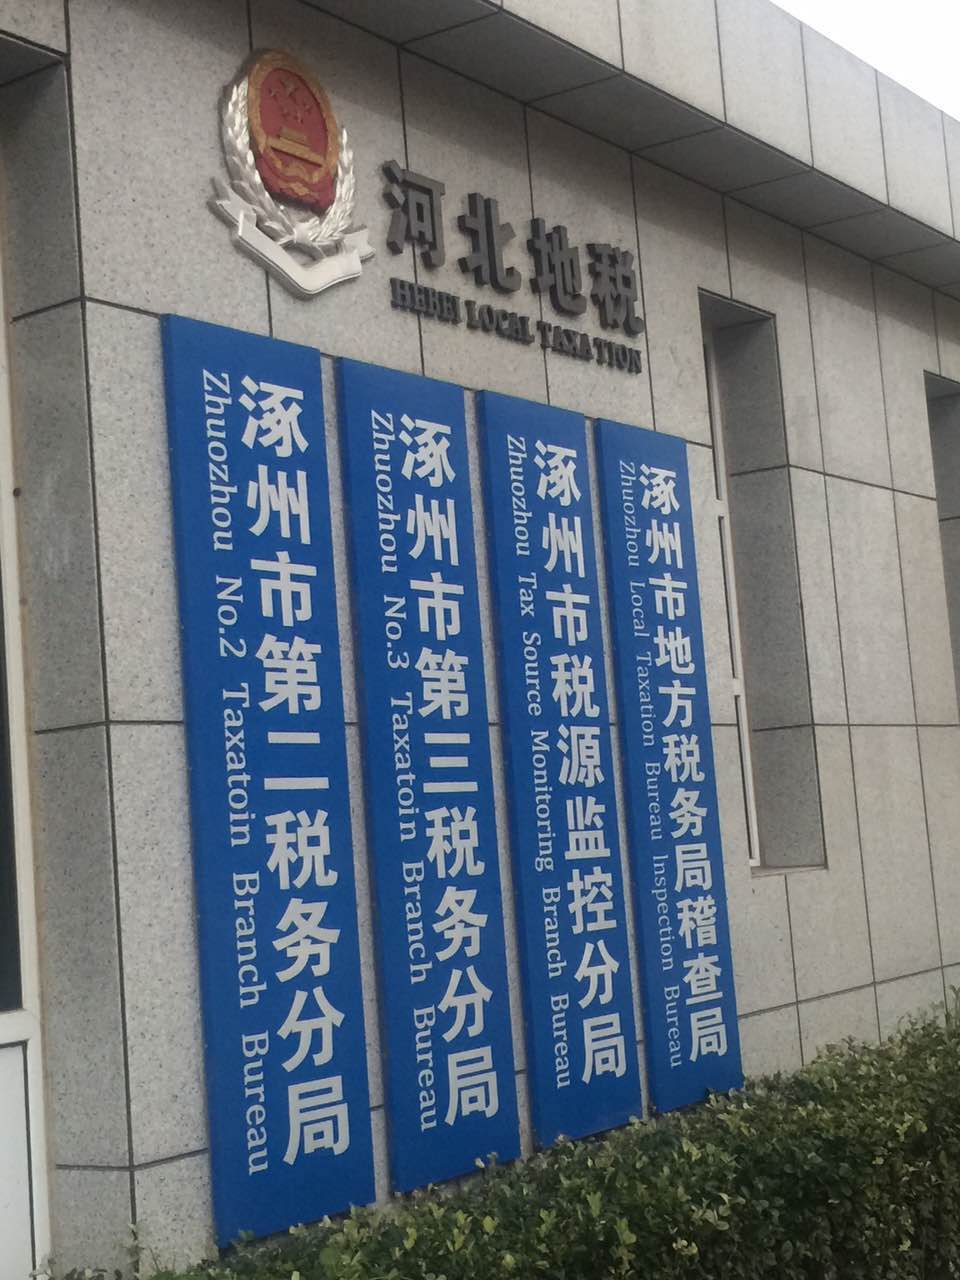 河北地税
HEBEI LOCAL TAXATION
涿州市第二税务分局
Zhuozhou No.2 Taxatoin Branch Bureau
涿州市第三税务分局
Zhuozhou No.3 Taxatoin Branch Bureau
涿州市税源监控分局
Zhuozhou Tax Source Monitoring Branch Bureau
涿州市地方税务局稽查局
Zhuozhou Local Taxation Bureau Inspection Bureau